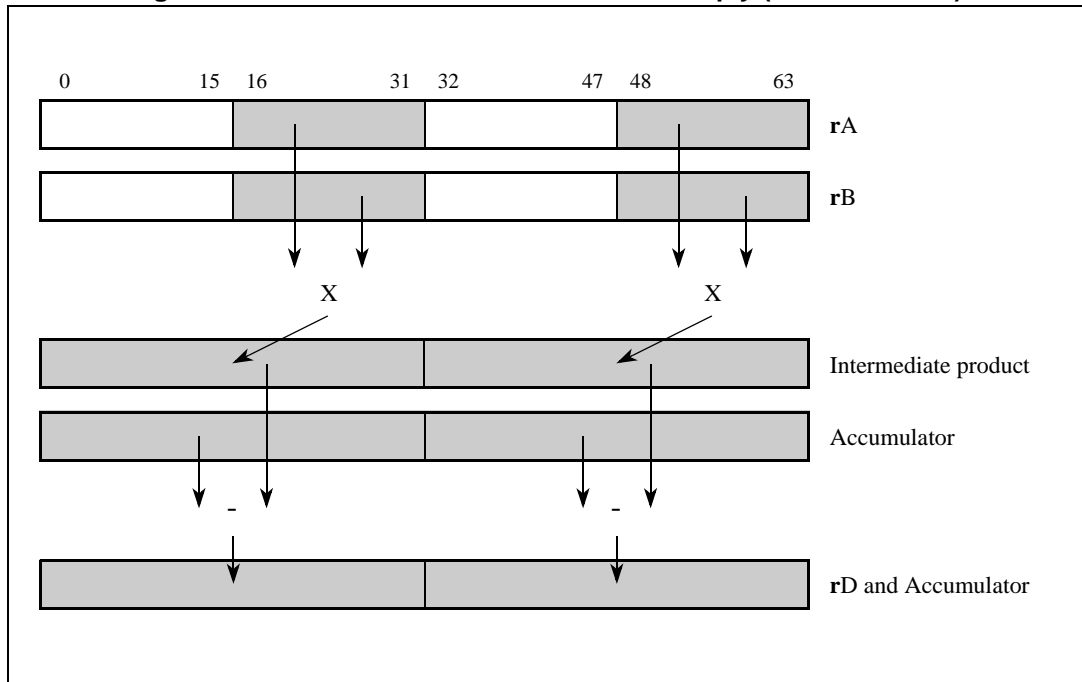 0 15 16 31 32 47 48 63
rA
rB
X X
Intermediate product
Accumulator
- -
rD and Accumulator